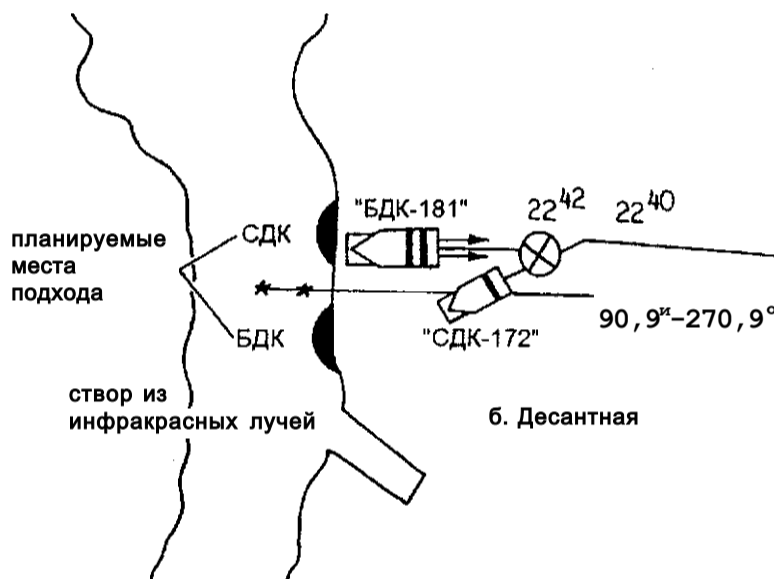 "БДК-181"
22⁴²
22⁴⁰
планируемые
места
подхода
СДК
БДК
"СДК-172"
90,9ᴵ–270,9°
створ из
инфракрасных лучей
б. Десантная